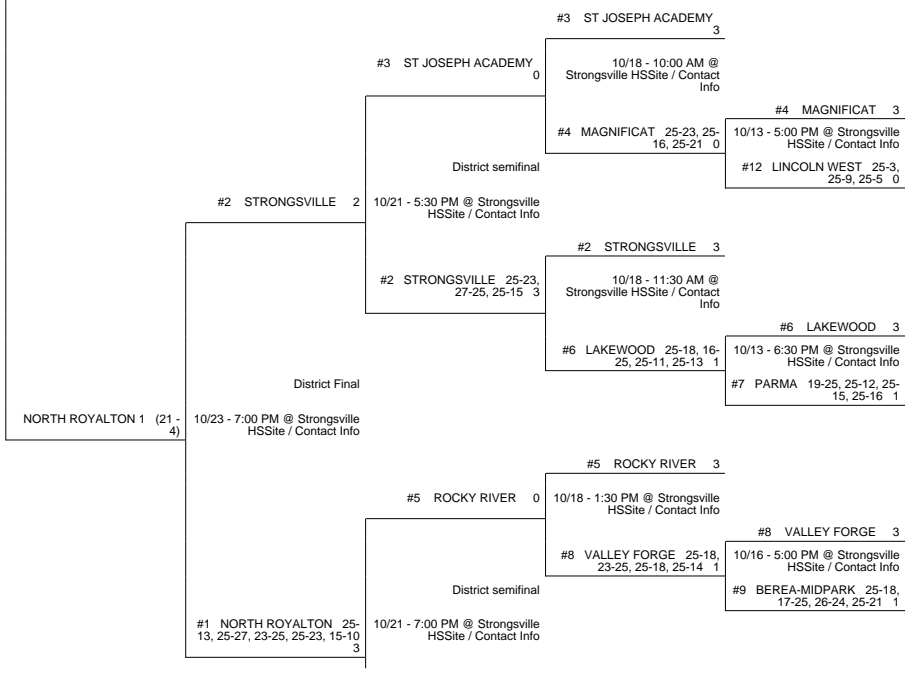 #3 ST JOSEPH ACADEMY
3
#3 ST JOSEPH ACADEMY
0
10/18 - 10:00 AM @
Strongsville HSSite / Contact
Info
#4 MAGNIFICAT 3
#4 MAGNIFICAT 25-23, 25-
16, 25-21 0
10/13 - 5:00 PM @ Strongsville
HSSite / Contact Info
District semifinal
#12 LINCOLN WEST 25-3,
25-9, 25-5 0
#2 STRONGSVILLE 2
10/21 - 5:30 PM @ Strongsville
HSSite / Contact Info
#2 STRONGSVILLE 3
#2 STRONGSVILLE 25-23,
27-25, 25-15 3
10/18 - 11:30 AM @
Strongsville HSSite / Contact
Info
#6 LAKEWOOD 3
#6 LAKEWOOD 25-18, 16-
25, 25-11, 25-13 1
10/13 - 6:30 PM @ Strongsville
HSSite / Contact Info
District Final
#7 PARMA 19-25, 25-12, 25-
15, 25-16 1
NORTH ROYALTON 1 (21 -
4)
10/23 - 7:00 PM @ Strongsville
HSSite / Contact Info
#5 ROCKY RIVER 3
#5 ROCKY RIVER 0
10/18 - 1:30 PM @ Strongsville
HSSite / Contact Info
#8 VALLEY FORGE 3
#8 VALLEY FORGE 25-18,
23-25, 25-18, 25-14 1
10/16 - 5:00 PM @ Strongsville
HSSite / Contact Info
District semifinal
#9 BEREA-MIDPARK 25-18,
17-25, 26-24, 25-21 1
#1 NORTH ROYALTON 25-
13, 25-27, 23-25, 25-23, 15-10
3
10/21 - 7:00 PM @ Strongsville
HSSite / Contact Info